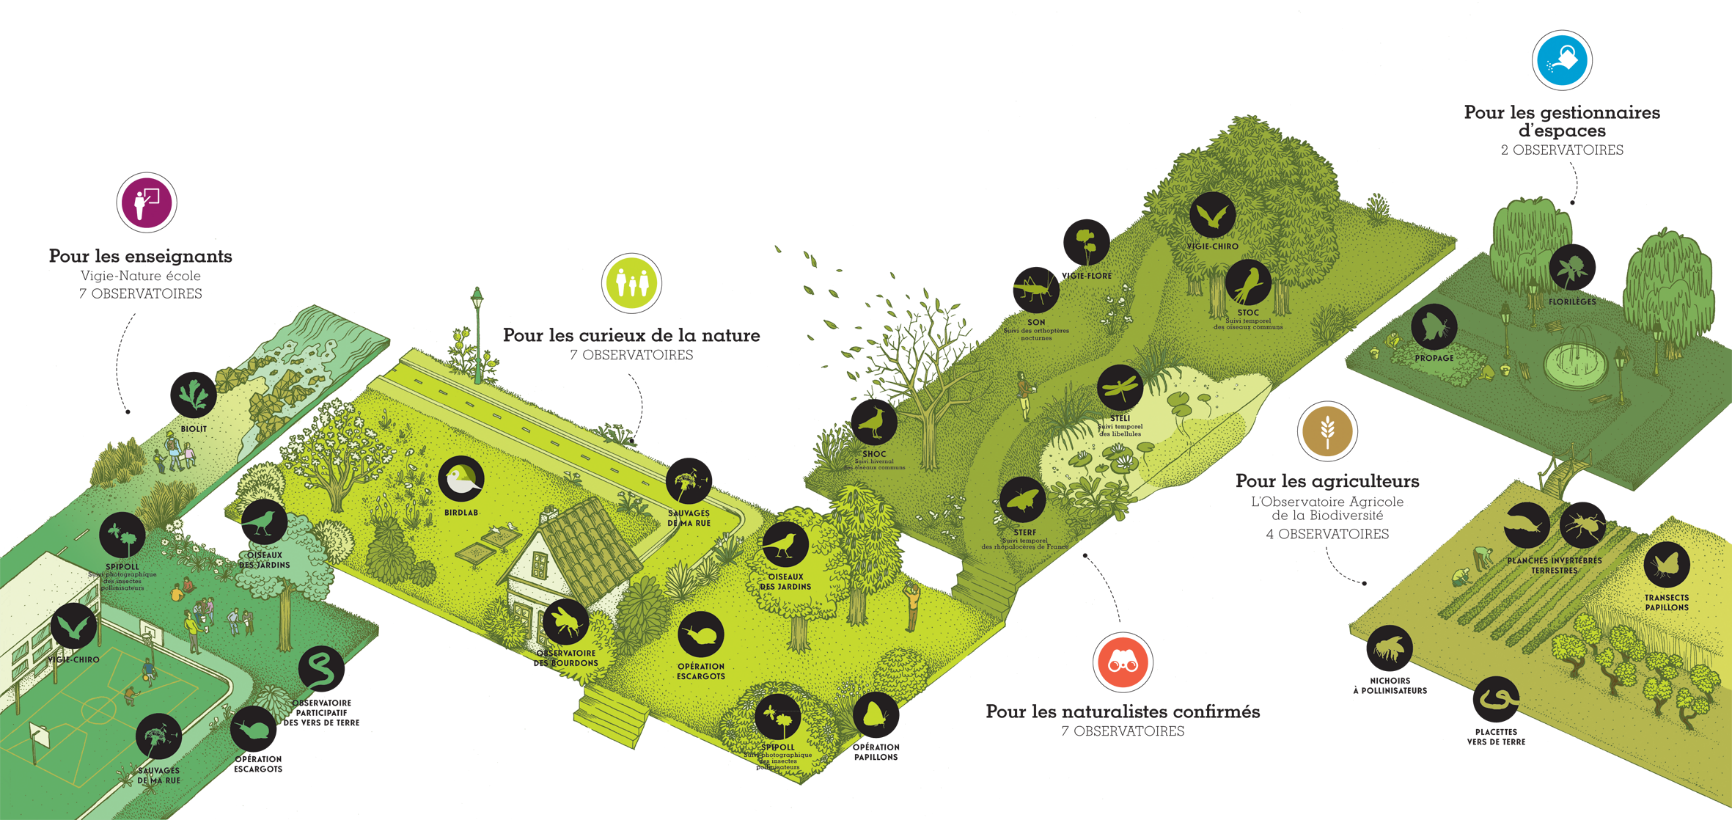 Pour les enseignants
Vigie-Nature école
7 OBSERVATOIRES
BIOLIT
SPIPOLL
Suivi photographique
des insectes
pollinisateurs
OISEAUX
DES JARDINS
VIGIE-CHIRO
OBSERVATOIRE
PARTICIPATIF
DES VERS DE TERRE
SAUVAGES
DE MA RUE
OPÉRATION
ESCARGOTS
Pour les curieux de la nature
7 OBSERVATOIRES
BIRDLAB
SAUVAGES
DE MA RUE
OISEAUX
DES JARDINS
OBSERVATOIRE
DES BOURDONS
OPÉRATION
ESCARGOTS
SPIPOLL
Suivi photographique
des insectes
pollinisateurs
OPÉRATION
PAPILLONS
VIGIE-CHIRO
VIGIE-FLORE
SON
Suivi des orthoptères
nocturnes
STOC
Suivi temporel
des oiseaux communs
STELI
Suivi temporel
des libellules
SHOC
Suivi hivernal
des oiseaux communs
STERF
Suivi temporel
des rhopalocères de France
Pour les naturalistes confirmés
7 OBSERVATOIRES
Pour les gestionnaires
d'espaces
2 OBSERVATOIRES
FLORILÈGES
PROPAGE
Pour les agriculteurs
L'Observatoire Agricole
de la Biodiversité
4 OBSERVATOIRES
PLANCHES INVERTÉBRES
TERRESTRES
TRANSECTS
PAPILLONS
NICHOIRS
À POLLINISATEURS
PLACETTES
VERS DE TERRE